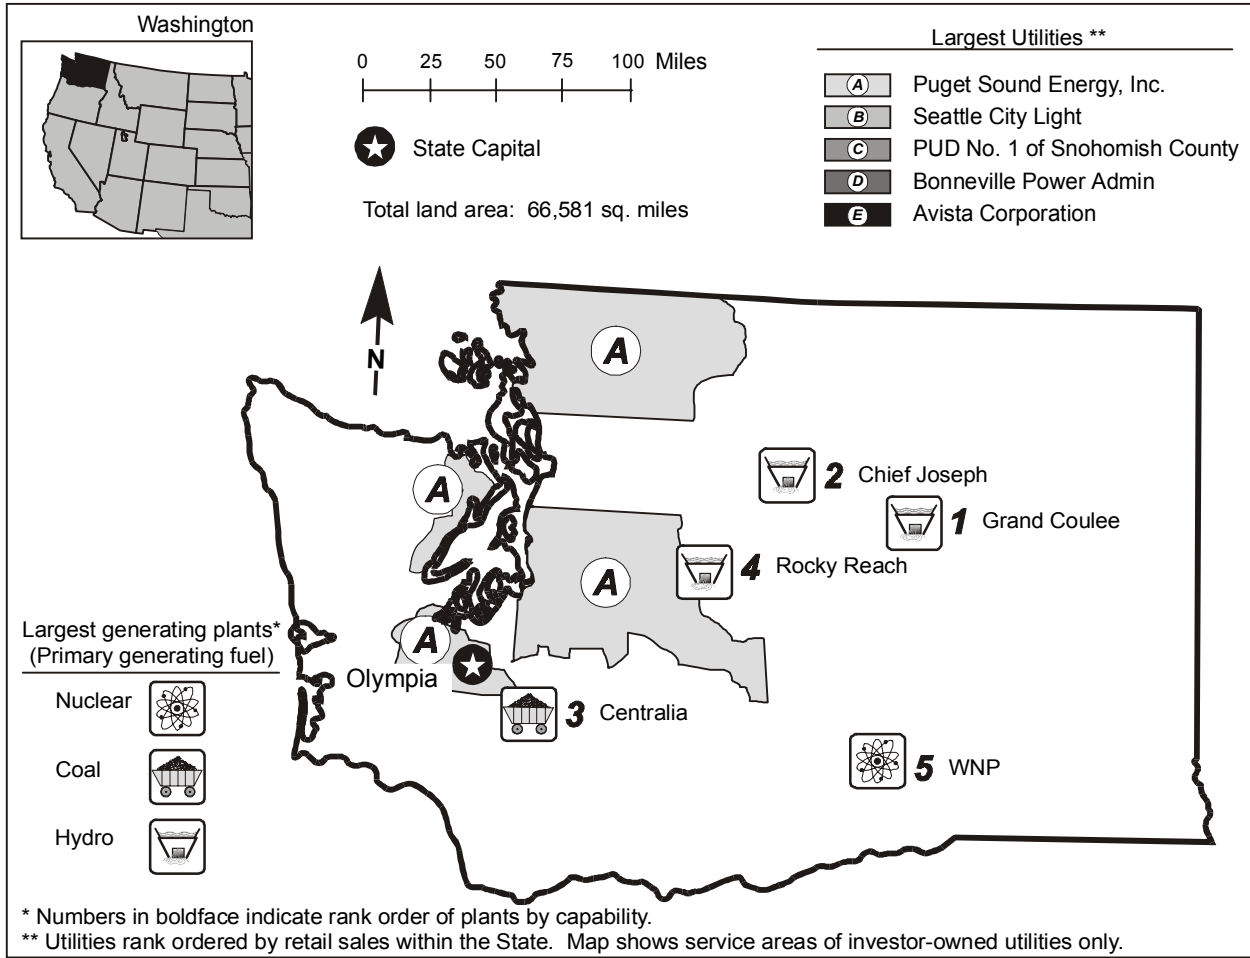 Washington
0 25 50 75 100 Miles
State Capital
Total land area: 66,581 sq. miles
Largest Utilities **
A Puget Sound Energy, Inc.
B Seattle City Light
C PUD No. 1 of Snohomish County
D Bonneville Power Admin
E Avista Corporation
N
A
A
2 Chief Joseph
1 Grand Coulee
A
4 Rocky Reach
A
Olympia
3 Centralia
5 WNP
Largest generating plants*
(Primary generating fuel)
Nuclear
Coal
Hydro
* Numbers in boldface indicate rank order of plants by capability.
** Utilities rank ordered by retail sales within the State. Map shows service areas of investor-owned utilities only.